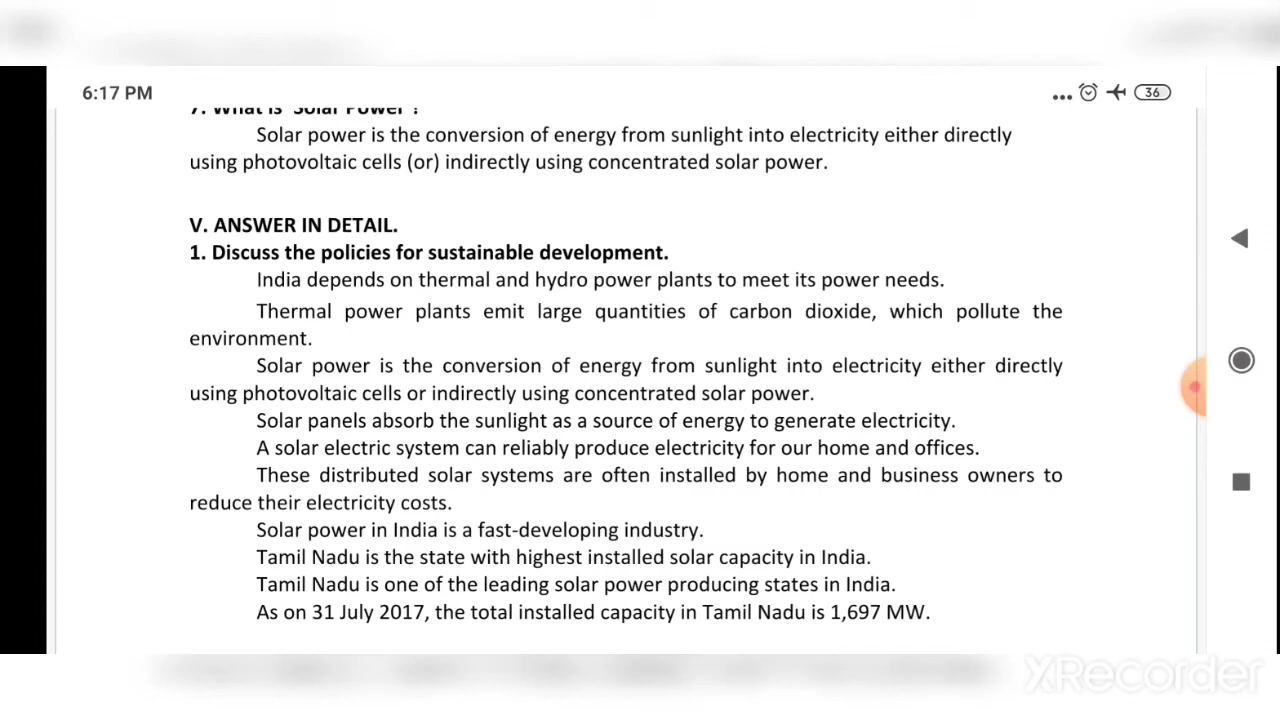 6:17 PM
... 36
7. What is 'Solar Power'?
Solar power is the conversion of energy from sunlight into electricity either directly
using photovoltaic cells (or) indirectly using concentrated solar power.
V. ANSWER IN DETAIL.
1. Discuss the policies for sustainable development.
India depends on thermal and hydro power plants to meet its power needs.
Thermal power plants emit large quantities of carbon dioxide, which pollute the
environment.
Solar power is the conversion of energy from sunlight into electricity either directly
using photovoltaic cells or indirectly using concentrated solar power.
Solar panels absorb the sunlight as a source of energy to generate electricity.
A solar electric system can reliably produce electricity for our home and offices.
These distributed solar systems are often installed by home and business owners to
reduce their electricity costs.
Solar power in India is a fast-developing industry.
Tamil Nadu is the state with highest installed solar capacity in India.
Tamil Nadu is one of the leading solar power producing states in India.
As on 31 July 2017, the total installed capacity in Tamil Nadu is 1,697 MW.
XRecorder